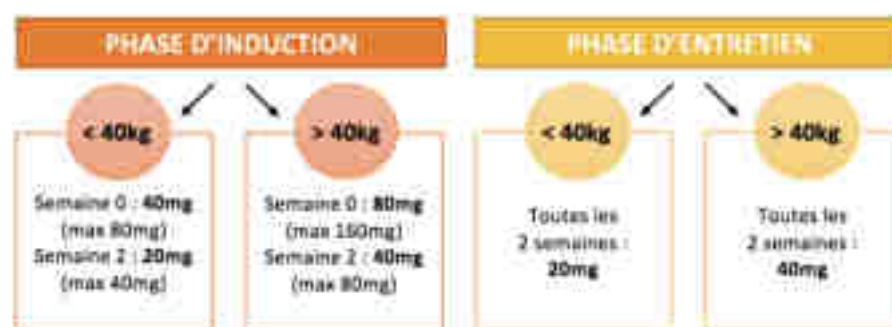 PHASE D'INDUCTION
< 40kg
Semaine 0 : 40mg
(max 80mg)
Semaine 2 : 20mg
(max 40mg)
> 40kg
Semaine 0 : 80mg
(max 160mg)
Semaine 2 : 40mg
(max 80mg)
PHASE D'ENTRETIEN
< 40kg
Toutes les
2 semaines :
20mg
> 40kg
Toutes les
2 semaines :
40mg